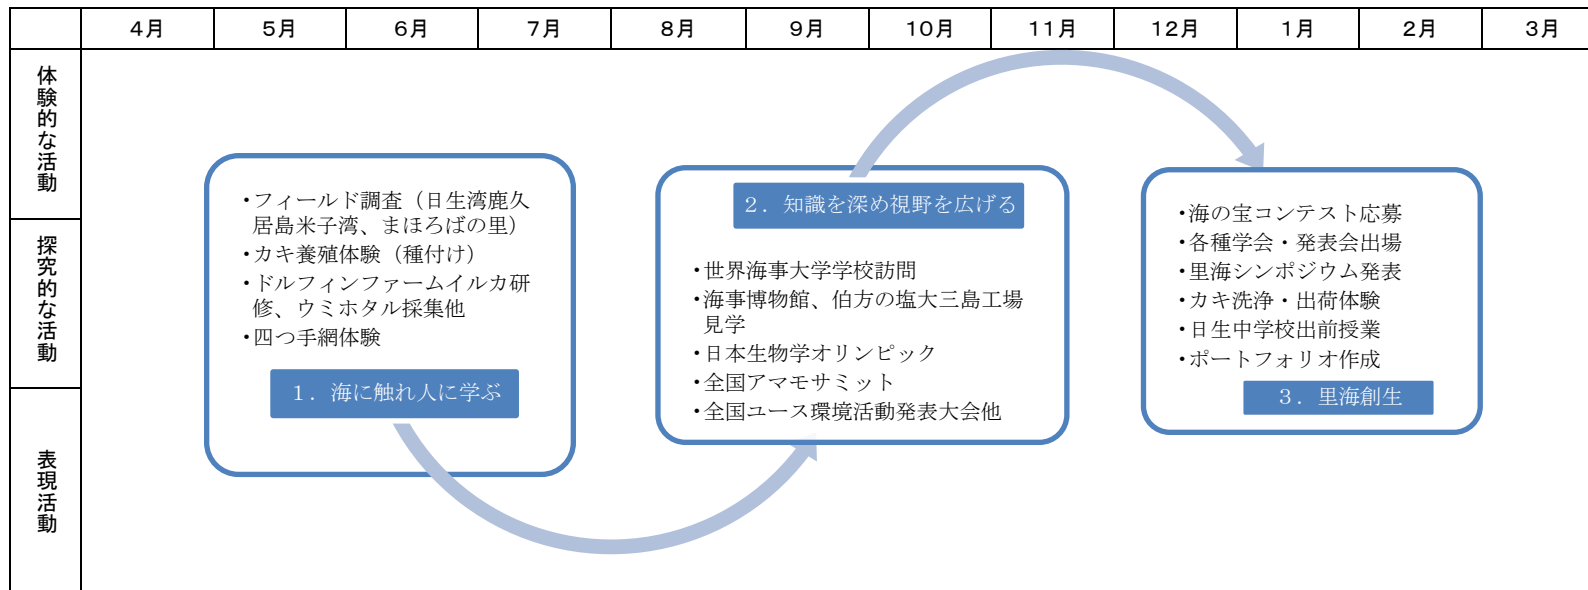 4月 5月 6月 7月 8月 9月 10月 11月 12月 1月 2月 3月
体験的な活動
探究的な活動
表現活動
・フィールド調査（日生湾鹿久
居島米子湾、まほろばの里）
・カキ養殖体験（種付け）
・ドルフィンファームイルカ研
修、ウミホタル採集他
・四つ手網体験
１．海に触れ人に学ぶ
２．知識を深め視野を広げる
・世界海事大学学校訪問
・海事博物館、伯方の塩大三島工場
見学
・日本生物学オリンピック
・全国アマモサミット
・全国ユース環境活動発表大会他
・海の宝コンテスト応募
・各種学会・発表会出場
・里海シンポジウム発表
・カキ洗浄・出荷体験
・日生中学校出前授業
・ポートフォリオ作成
３．里海創生